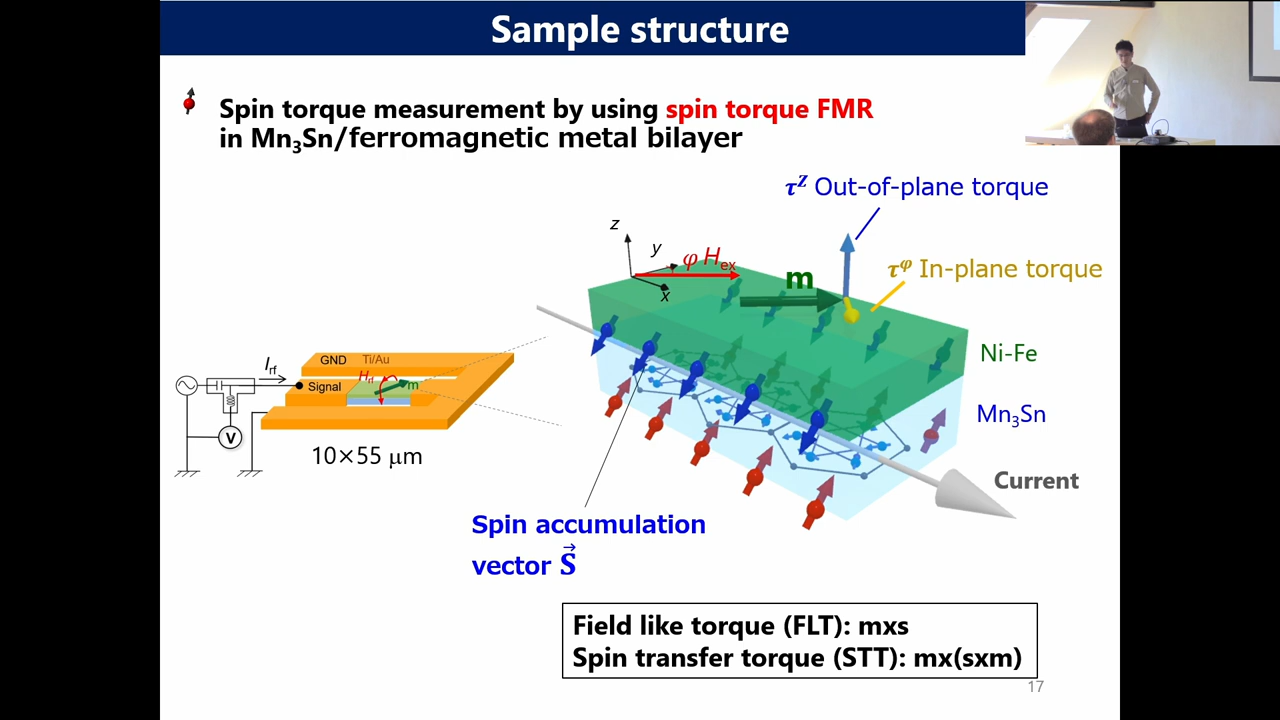 Sample structure
Spin torque measurement by using spin torque FMR
in Mn₃Sn/ferromagnetic metal bilayer
τᶻ Out-of-plane torque
z
y
φ Hₑₓ
x
m
τᵠ In-plane torque
Ni-Fe
Mn₃Sn
Current
GND Ti/Au
I_rf
Signal
H_rf
m
V
10×55 μm
Spin accumulation
vector S⃗
Field like torque (FLT): mxs
Spin transfer torque (STT): mx(sxm)
17